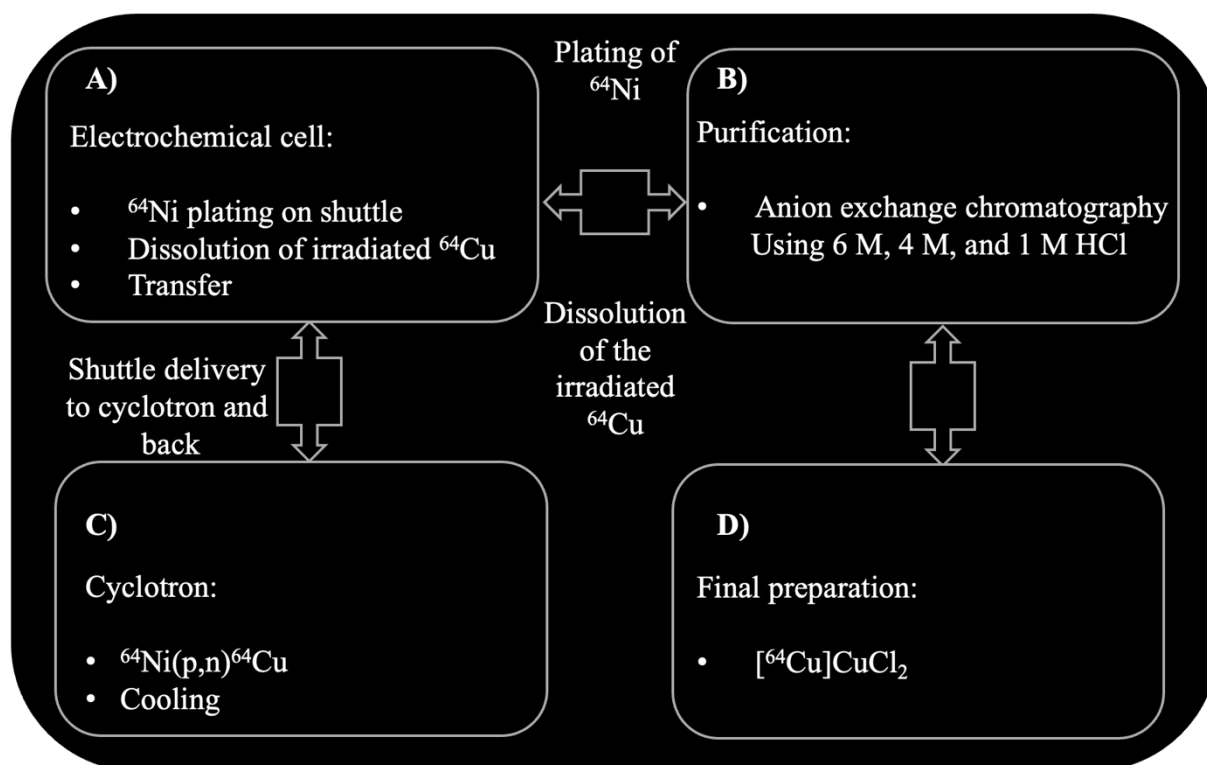 A)
Electrochemical cell:
• ⁶⁴Ni plating on shuttle
• Dissolution of irradiated ⁶⁴Cu
• Transfer
Plating of
⁶⁴Ni
B)
Purification:
• Anion exchange chromatography
Using 6 M, 4 M, and 1 M HCl
Dissolution
of the
irradiated
⁶⁴Cu
Shuttle delivery
to cyclotron and
back
C)
Cyclotron:
• ⁶⁴Ni(p,n)⁶⁴Cu
• Cooling
D)
Final preparation:
• [⁶⁴Cu]CuCl₂